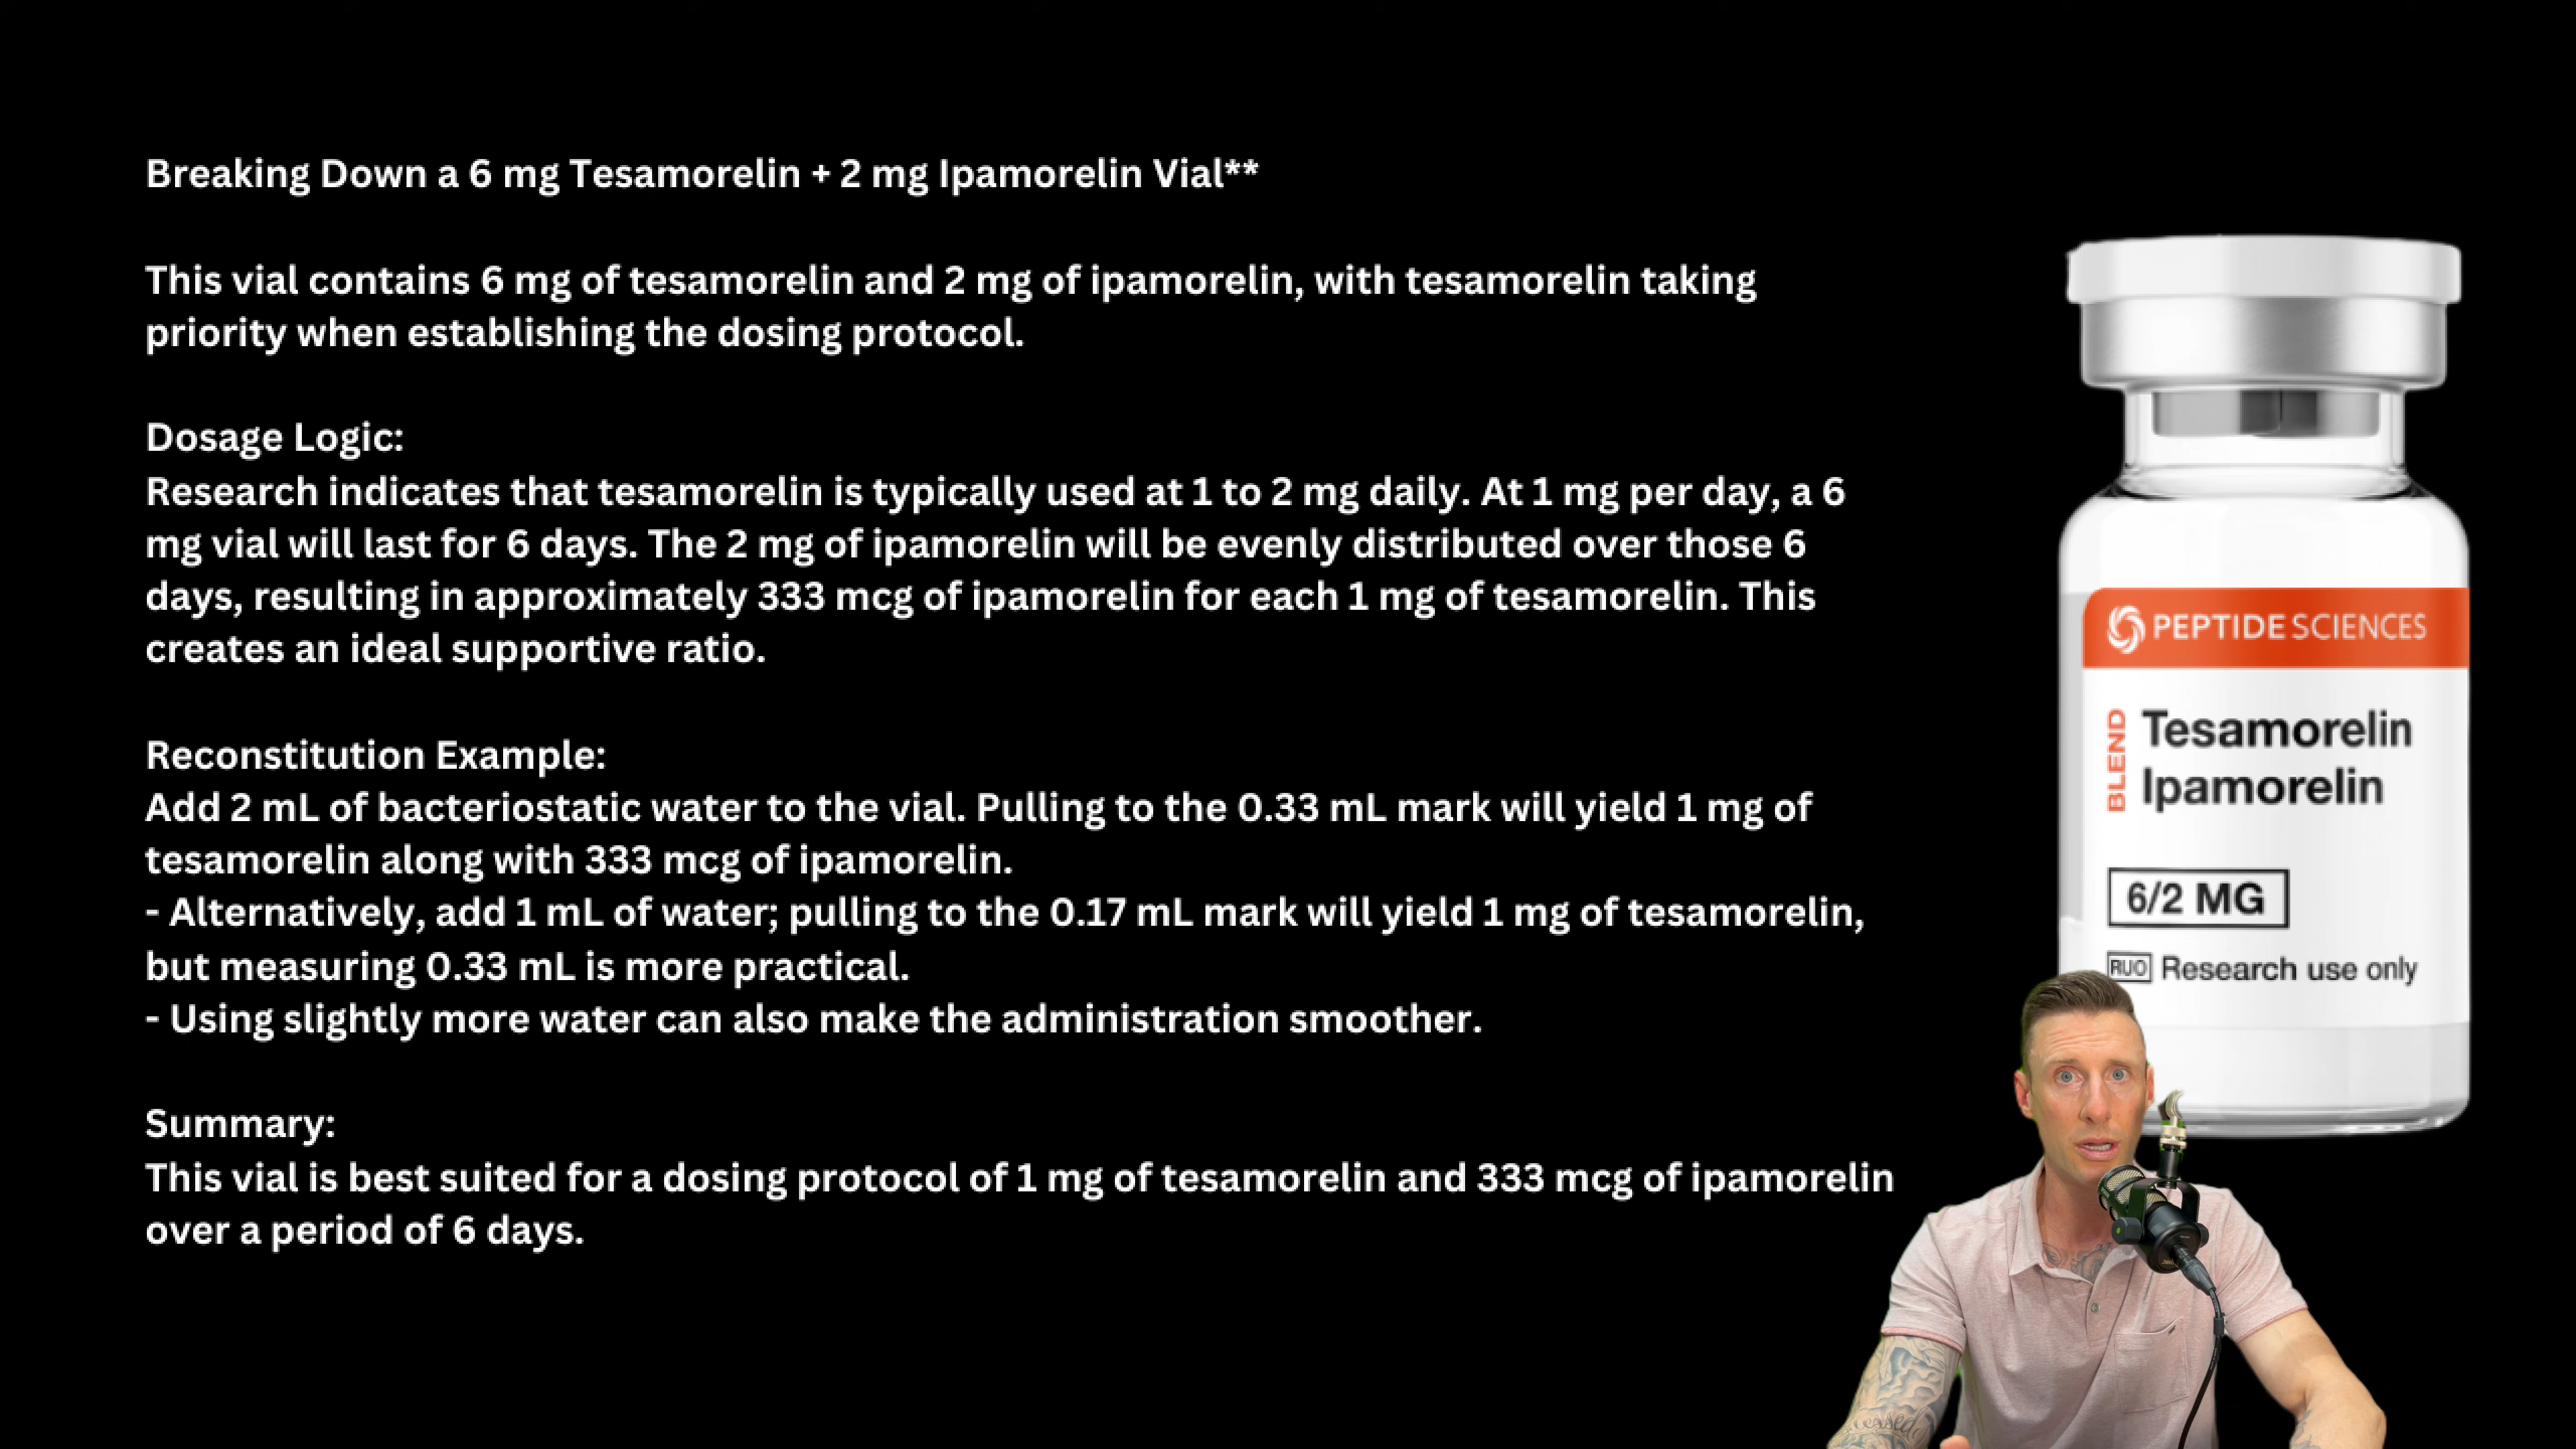 Breaking Down a 6 mg Tesamorelin + 2 mg Ipamorelin Vial**
This vial contains 6 mg of tesamorelin and 2 mg of ipamorelin, with tesamorelin taking
priority when establishing the dosing protocol.
Dosage Logic:
Research indicates that tesamorelin is typically used at 1 to 2 mg daily. At 1 mg per day, a 6
mg vial will last for 6 days. The 2 mg of ipamorelin will be evenly distributed over those 6
days, resulting in approximately 333 mcg of ipamorelin for each 1 mg of tesamorelin. This
creates an ideal supportive ratio.
Reconstitution Example:
Add 2 mL of bacteriostatic water to the vial. Pulling to the 0.33 mL mark will yield 1 mg of
tesamorelin along with 333 mcg of ipamorelin.
- Alternatively, add 1 mL of water; pulling to the 0.17 mL mark will yield 1 mg of tesamorelin,
but measuring 0.33 mL is more practical.
- Using slightly more water can also make the administration smoother.
Summary:
This vial is best suited for a dosing protocol of 1 mg of tesamorelin and 333 mcg of ipamorelin
over a period of 6 days.
PEPTIDE SCIENCES
BLEND
Tesamorelin
Ipamorelin
6/2 MG
RUO Research use only